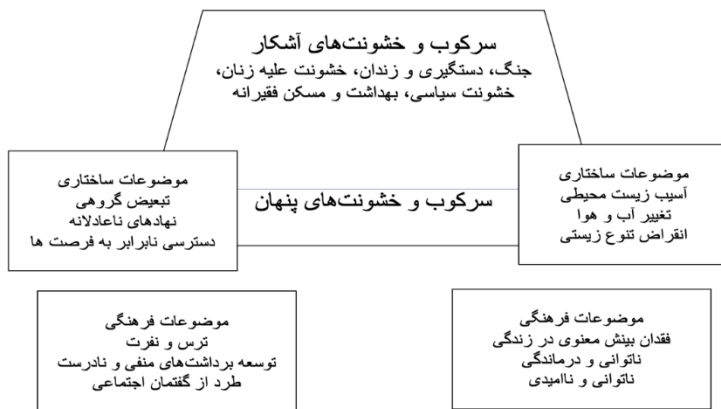 سرکوب و خشونت‌های آشکار
جنگ، دستگیری و زندان، خشونت علیه زنان،
خشونت سیاسی، بهداشت و مسکن فقیرانه
موضوعات ساختاری
آسیب زیست محیطی
تغییر آب و هوا
انقراض تنوع زیستی
سرکوب و خشونت‌های پنهان
موضوعات ساختاری
تبعیض گروهی
نهادهای ناعادلانه
دسترسی نابرابر به فرصت ها
موضوعات فرهنگی
فقدان بینش معنوی در زندگی
ناتوانی و درماندگی
ناتوانی و ناامیدی
موضوعات فرهنگی
ترس و نفرت
توسعه برداشت‌های منفی و نادرست
طرد از گفتمان اجتماعی